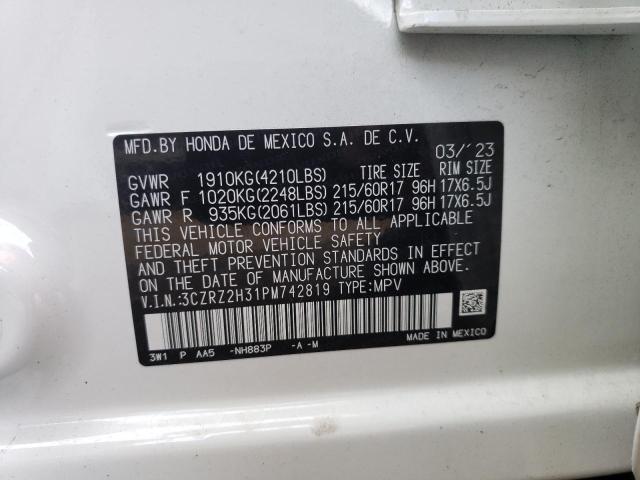 MFD.BY HONDA DE MEXICO S.A. DE C.V.
03/'23
GVWR 1910KG(4210LBS) TIRE SIZE RIM SIZE
GAWR F 1020KG(2248LBS) 215/60R17 96H 17X6.5J
GAWR R 935KG(2061LBS) 215/60R17 96H 17X6.5J
THIS VEHICLE CONFORMS TO ALL APPLICABLE
FEDERAL MOTOR VEHICLE SAFETY
AND THEFT PREVENTION STANDARDS IN EFFECT
ON THE DATE OF MANUFACTURE SHOWN ABOVE.
V.I.N.:3CZRZ2H31PM742819 TYPE:MPV
3W1 P AA5 -NH883P -A -M MADE IN MEXICO